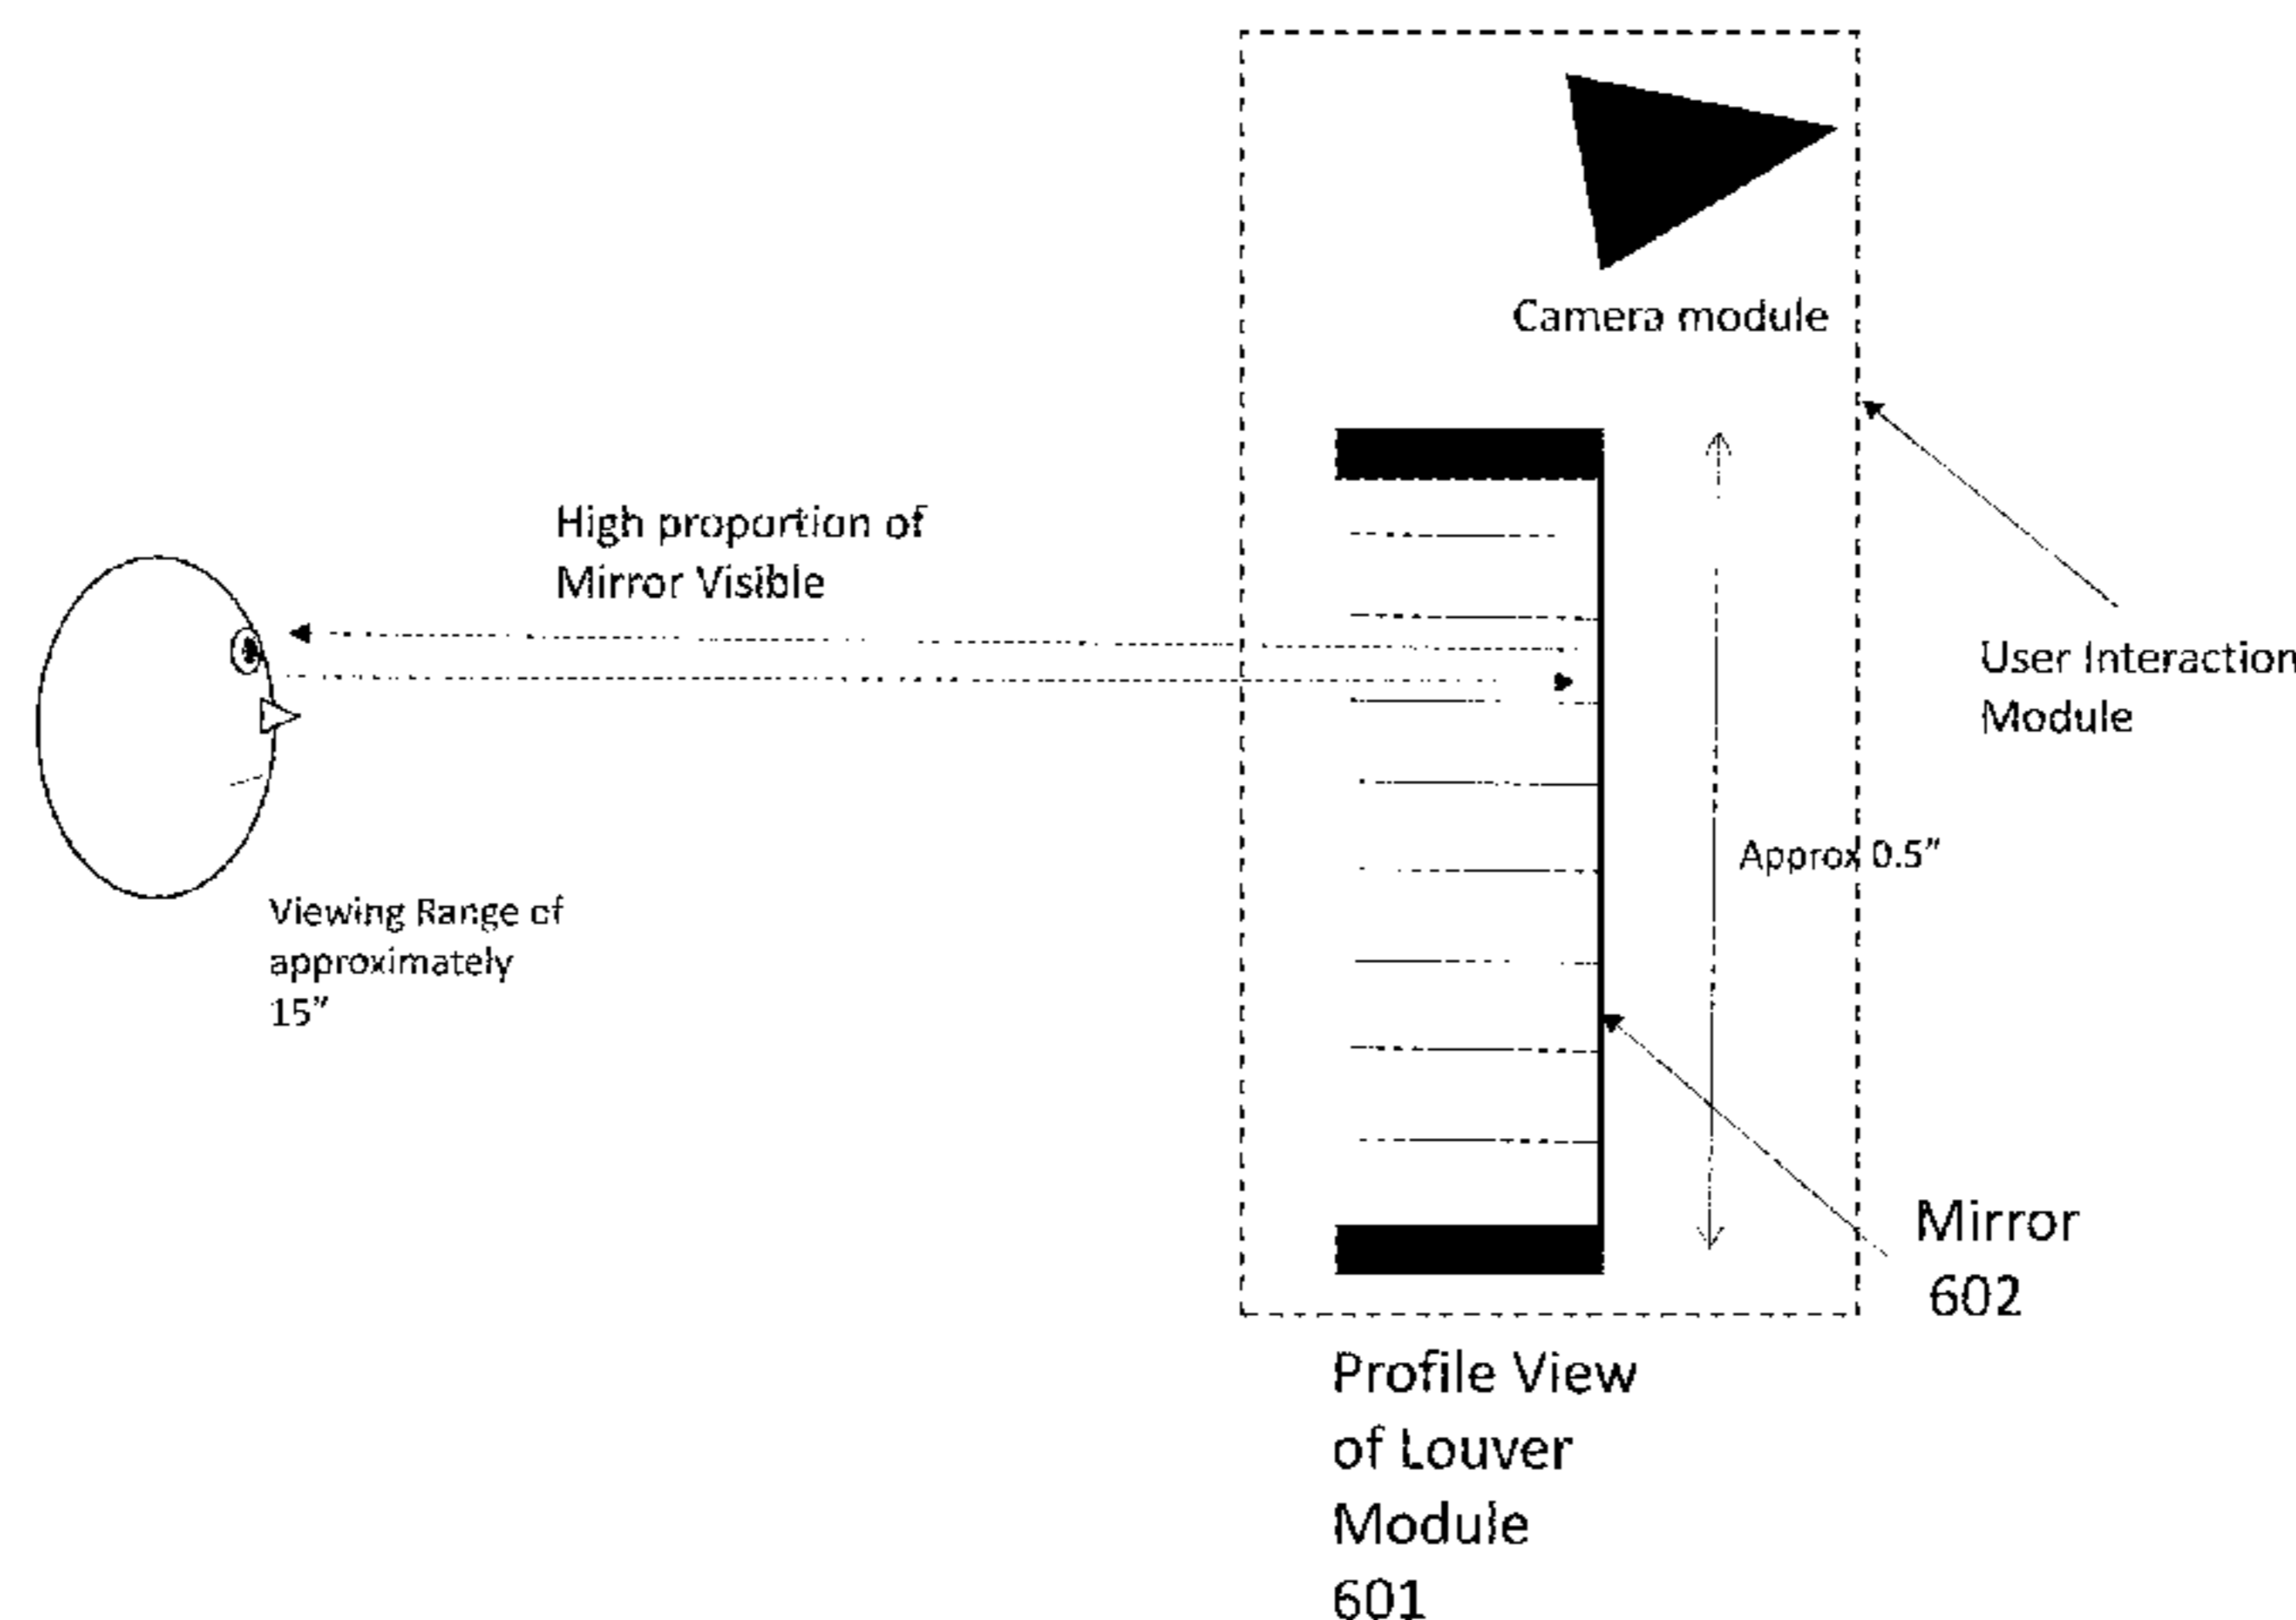 Camera module
High proportion of
Mirror Visible
User Interaction
Module
Approx 0.5"
Viewing Range of
approximately
15"
Mirror
602
Profile View
of Louver
Module
601